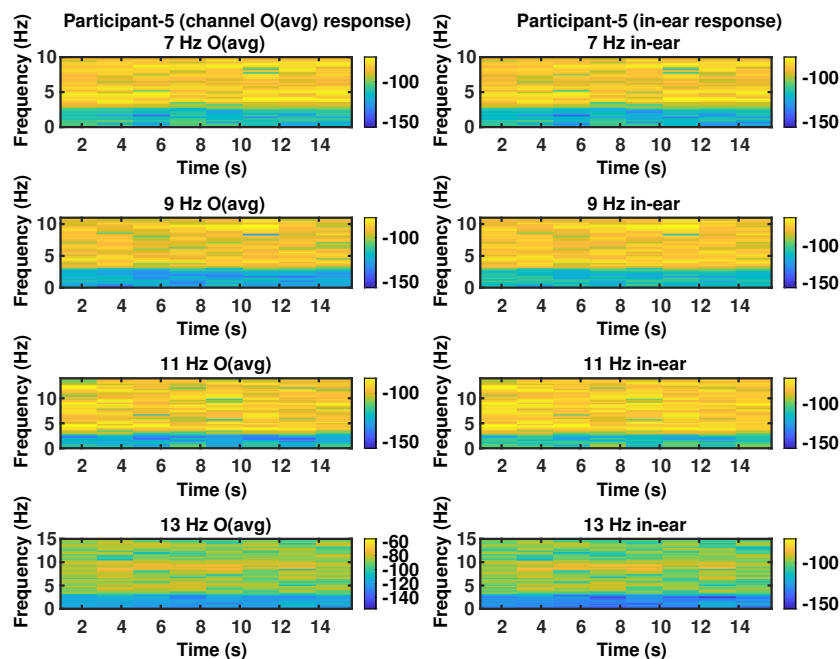 Participant-5 (channel O(avg) response)
7 Hz O(avg)
Frequency (Hz)
10
5
0
2 4 6 8 10 12 14
Time (s)
-100
-150
Participant-5 (in-ear response)
7 Hz in-ear
Frequency (Hz)
10
5
0
2 4 6 8 10 12 14
Time (s)
-100
-150
9 Hz O(avg)
Frequency (Hz)
10
5
0
2 4 6 8 10 12 14
Time (s)
-100
-150
9 Hz in-ear
Frequency (Hz)
10
5
0
2 4 6 8 10 12 14
Time (s)
-100
-150
11 Hz O(avg)
Frequency (Hz)
10
5
0
2 4 6 8 10 12 14
Time (s)
-100
-150
11 Hz in-ear
Frequency (Hz)
10
5
0
2 4 6 8 10 12 14
Time (s)
-100
-150
13 Hz O(avg)
Frequency (Hz)
15
10
5
0
2 4 6 8 10 12 14
Time (s)
-60
-80
-100
-120
-140
13 Hz in-ear
Frequency (Hz)
15
10
5
0
2 4 6 8 10 12 14
Time (s)
-100
-150